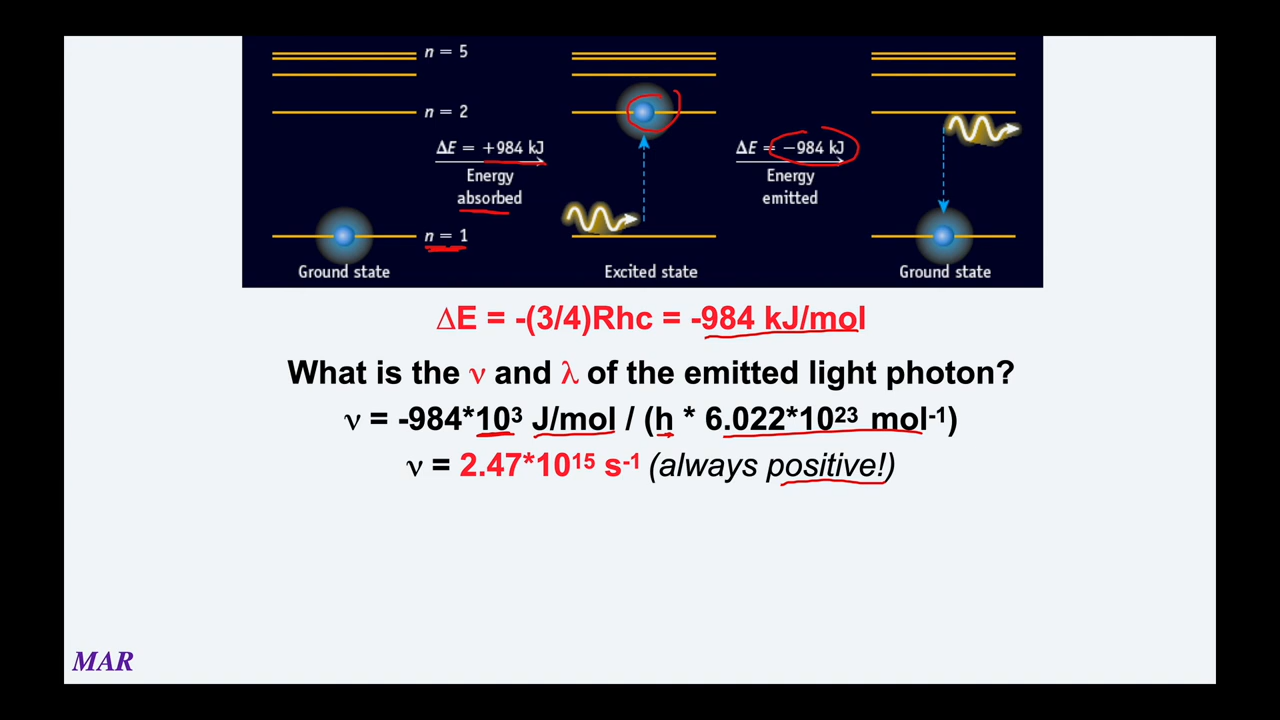 n = 5
n = 2
ΔE = +984 kJ
Energy
absorbed
n = 1
Ground state
Excited state
ΔE = −984 kJ
Energy
emitted
Ground state
ΔE = -(3/4)Rhc = -984 kJ/mol
What is the ν and λ of the emitted light photon?
ν = -984*10³ J/mol / (h * 6.022*10²³ mol⁻¹)
ν = 2.47*10¹⁵ s⁻¹ (always positive!)
MAR